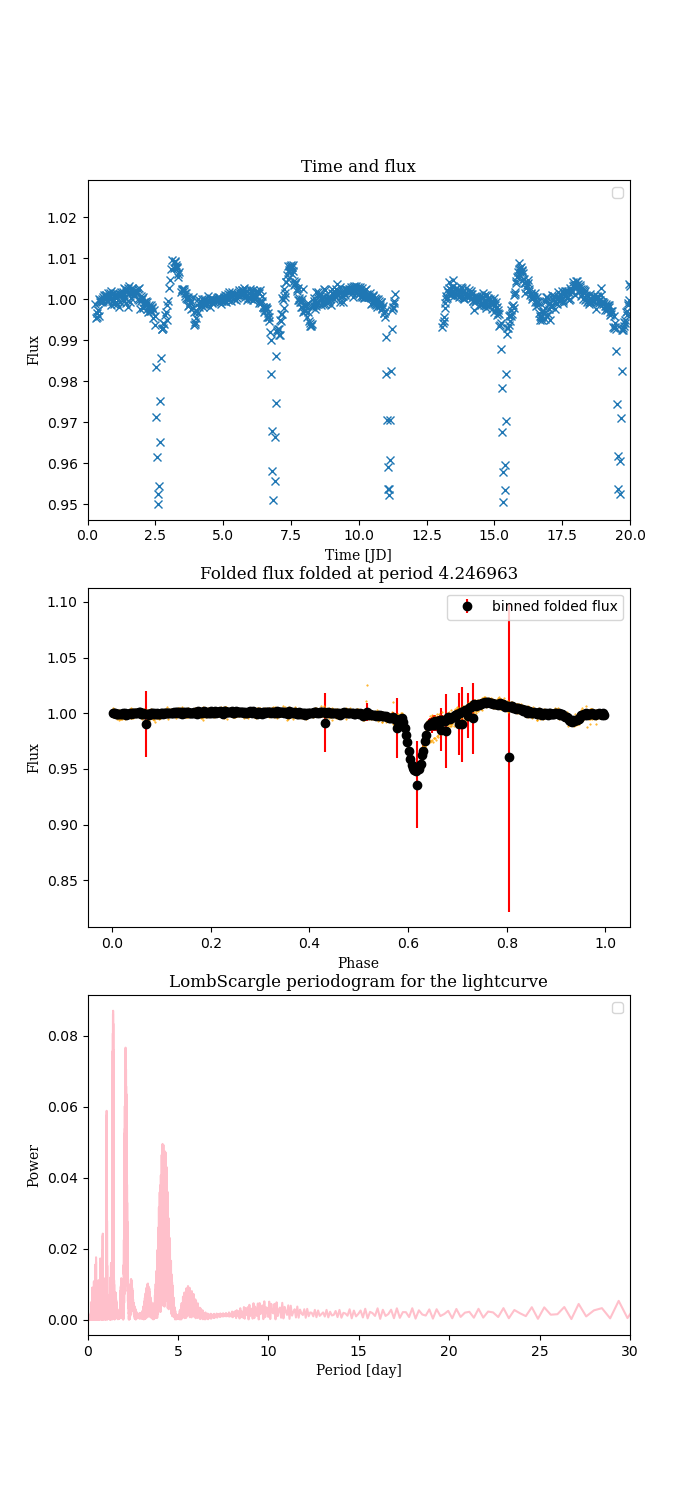 Time and flux
1.02
1.01
1.00
0.99
0.98
0.97
0.96
0.95
Flux
0.0 2.5 5.0 7.5 10.0 12.5 15.0 17.5 20.0
Time [JD]
Folded flux folded at period 4.246963
binned folded flux
1.10
1.05
1.00
0.95
0.90
0.85
Flux
0.0 0.2 0.4 0.6 0.8 1.0
Phase
LombScargle periodogram for the lightcurve
0.08
0.06
0.04
0.02
0.00
Power
0 5 10 15 20 25 30
Period [day]